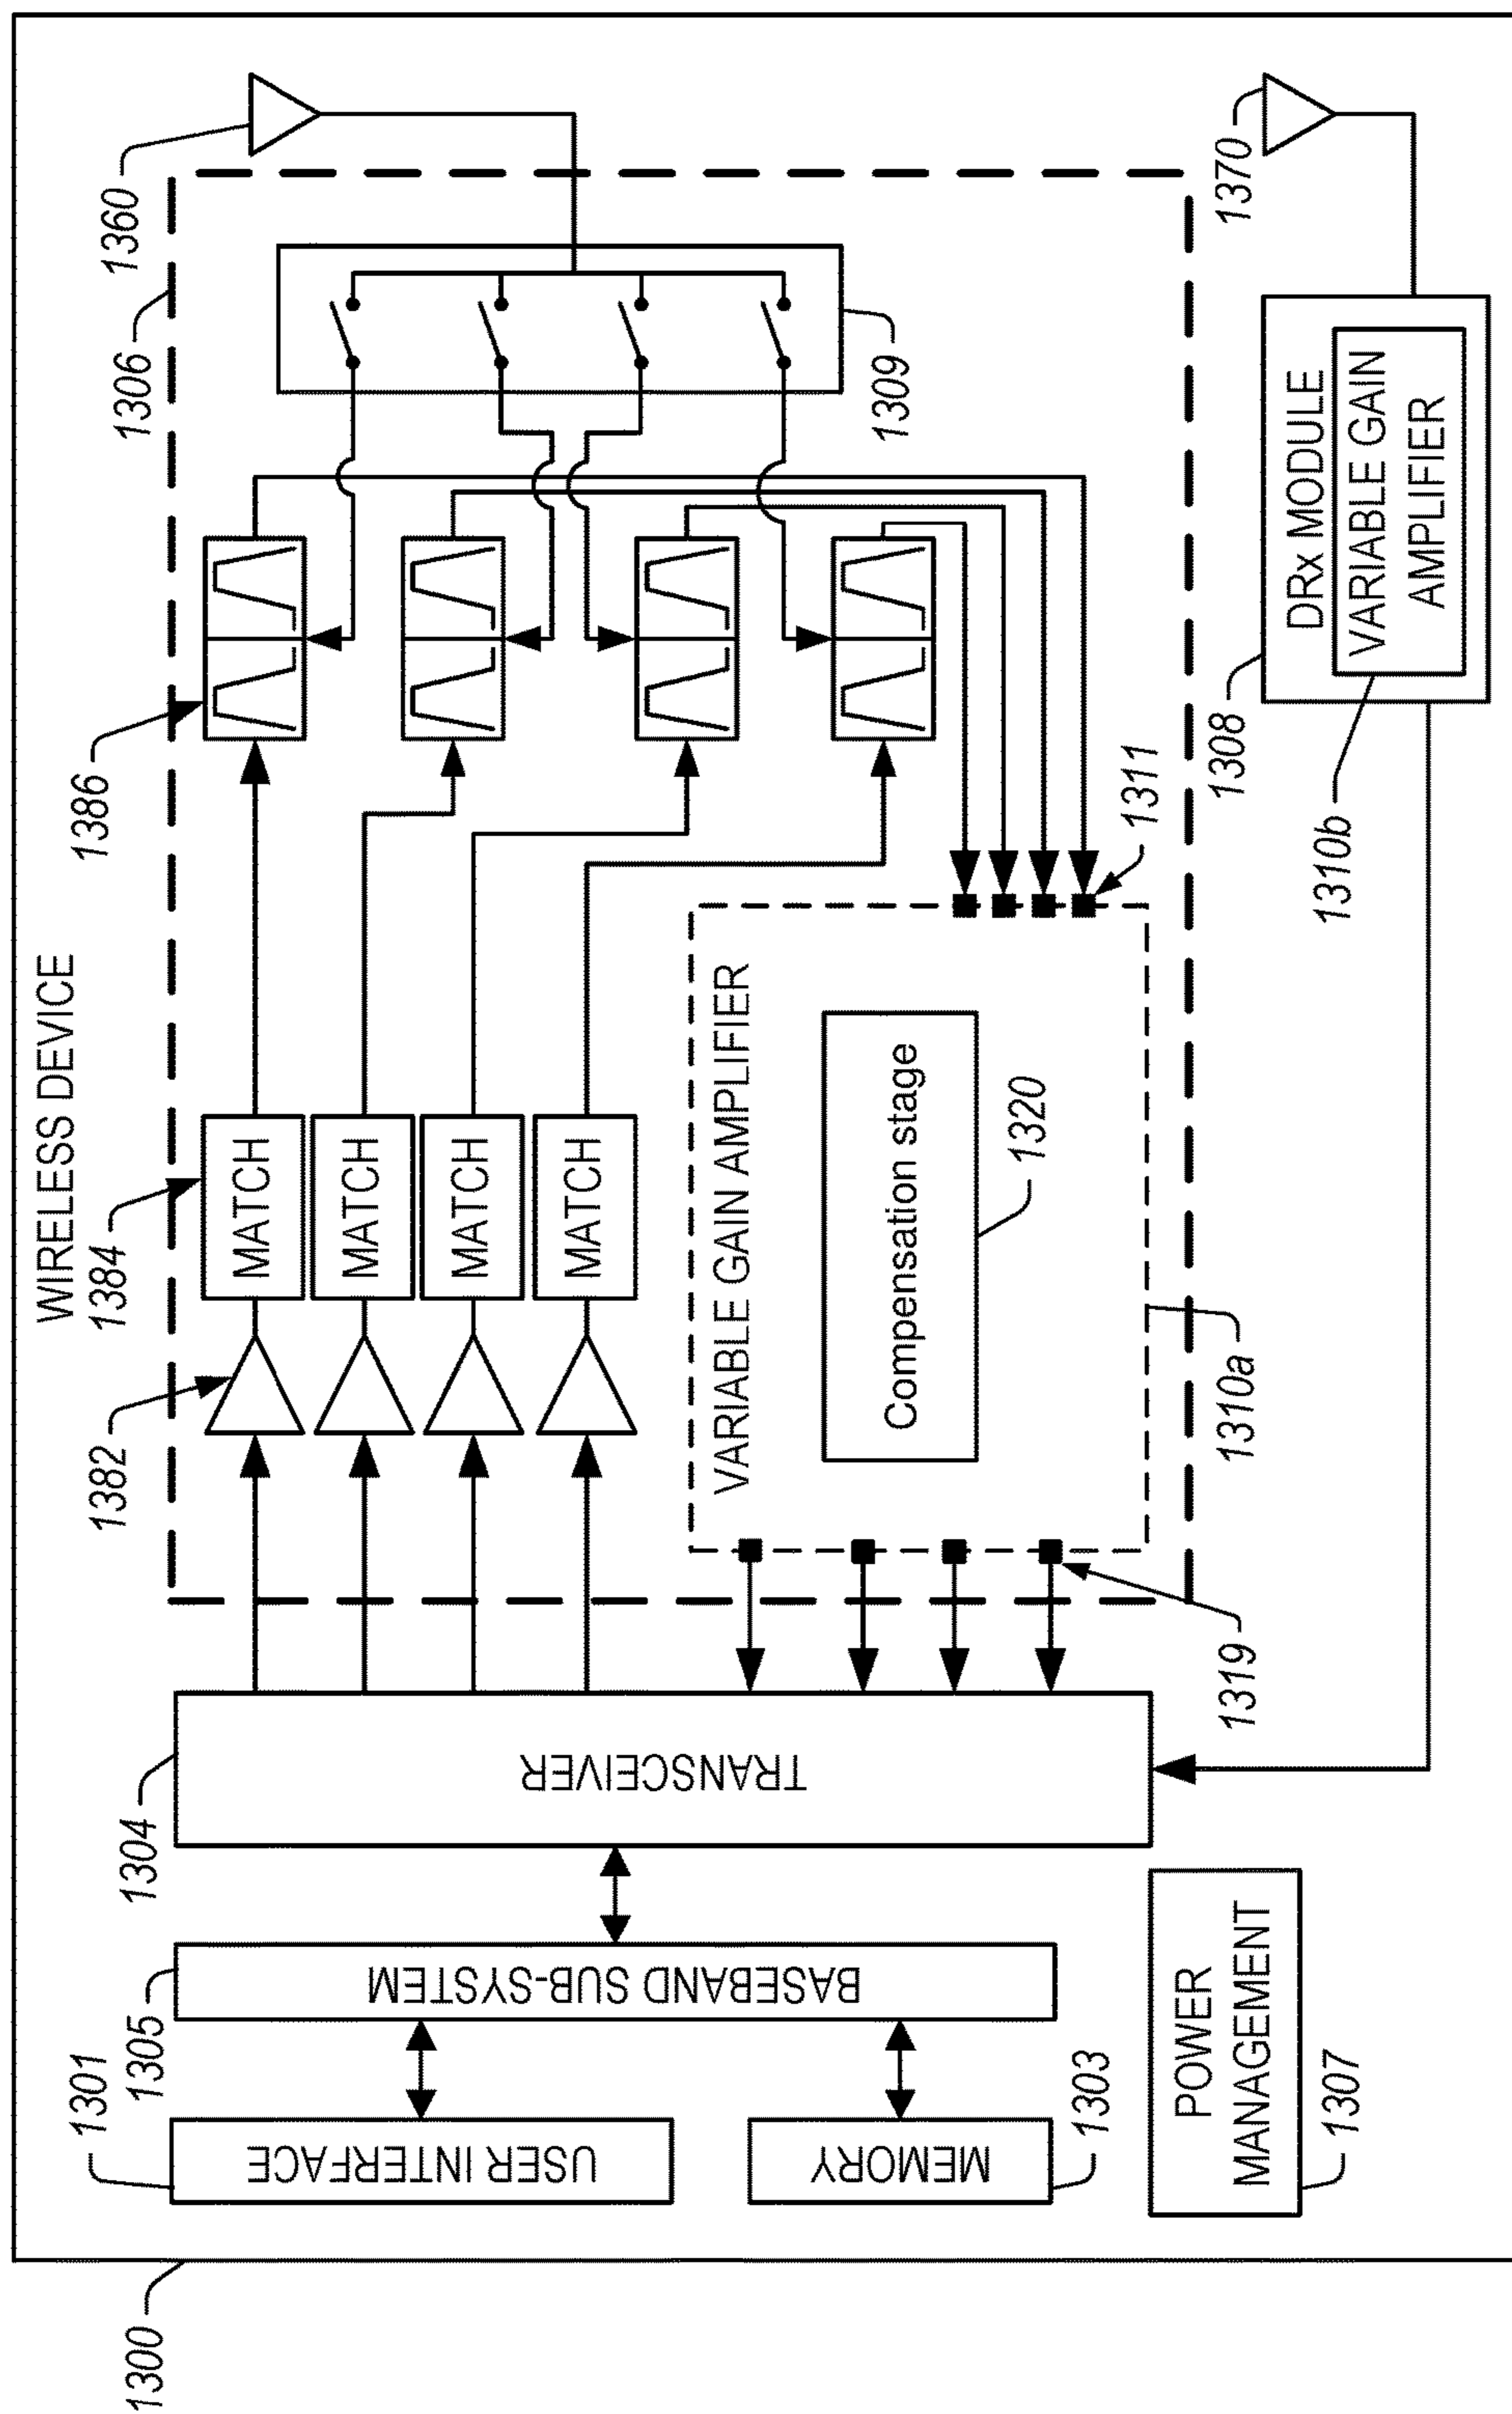 WIRELESS DEVICE
1300
1301
USER INTERFACE
1305
BASEBAND SUB-SYSTEM
MEMORY
1303
POWER
MANAGEMENT
1307
1304
TRANSCEIVER
1382
1384
MATCH
MATCH
MATCH
MATCH
1386
1306
1360
1309
VARIABLE GAIN AMPLIFIER
Compensation stage
1320
1310a
1319
1311
1370
DRx MODULE
VARIABLE GAIN
AMPLIFIER
1308
1310b